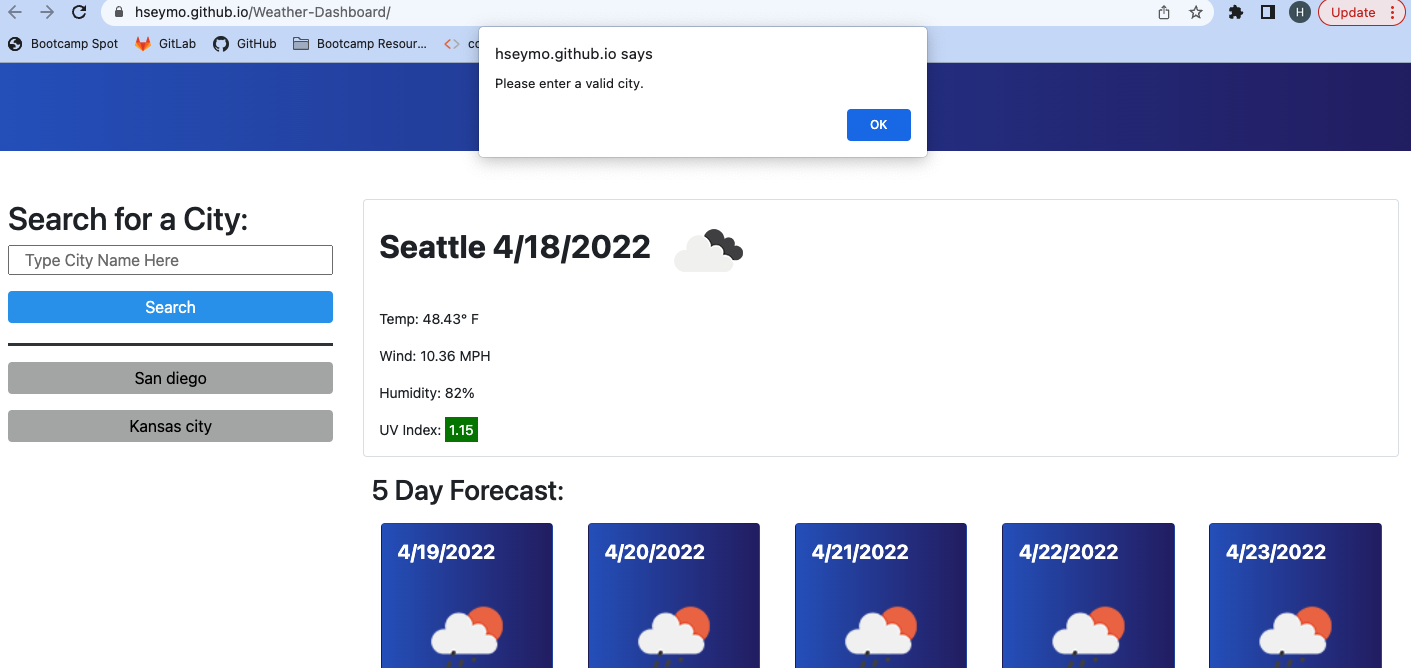 hseymo.github.io/Weather-Dashboard/
H
Update
Bootcamp Spot
GitLab
GitHub
Bootcamp Resour...
<> co
hseymo.github.io says
Please enter a valid city.
OK
Search for a City:
Type City Name Here
Search
San diego
Kansas city
Seattle 4/18/2022
Temp: 48.43° F
Wind: 10.36 MPH
Humidity: 82%
UV Index: 1.15
5 Day Forecast:
4/19/2022
4/20/2022
4/21/2022
4/22/2022
4/23/2022